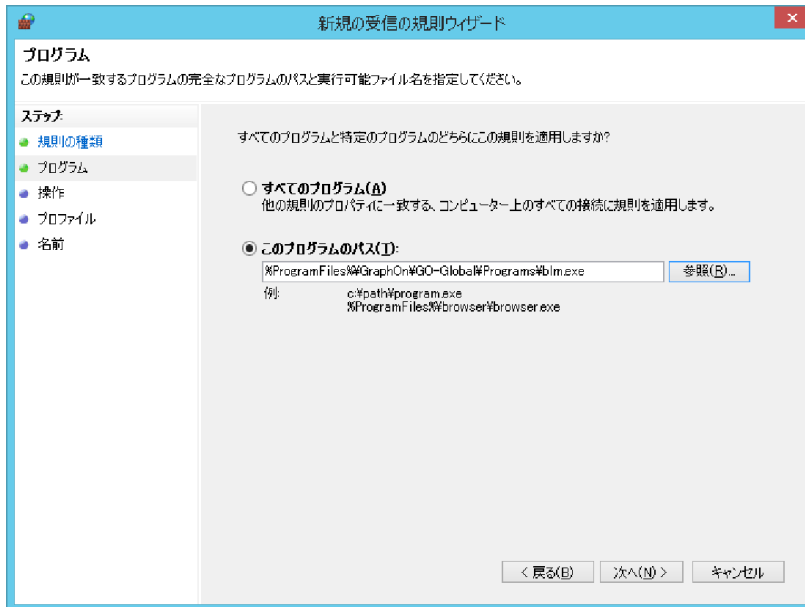 新規の受信の規則ウィザード
プログラム
この規則が一致するプログラムの完全なプログラムのパスと実行可能ファイル名を指定してください。
ステップ:
規則の種類
プログラム
操作
プロファイル
名前
すべてのプログラムと特定のプログラムのどちらにこの規則を適用しますか?
すべてのプログラム(A)
他の規則のプロパティに一致する、コンピューター上のすべての接続に規則を適用します。
このプログラムのパス(T):
%ProgramFiles%¥GraphOn¥GO-Global¥Programs¥blm.exe
参照(R)...
例: c:¥path¥program.exe
%ProgramFiles%¥browser¥browser.exe
< 戻る(B) 次へ(N) > キャンセル